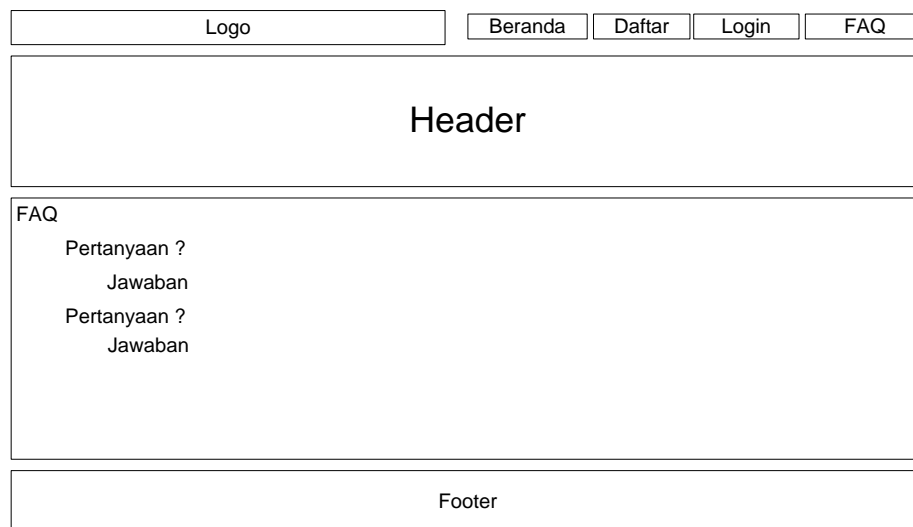 Logo
Beranda
Daftar
Login
FAQ
Header
FAQ
Pertanyaan ?
Jawaban
Pertanyaan ?
Jawaban
Footer